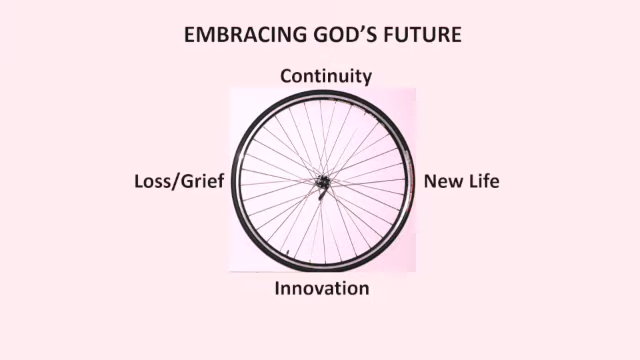 EMBRACING GOD'S FUTURE
Continuity
Loss/Grief
New Life
Innovation